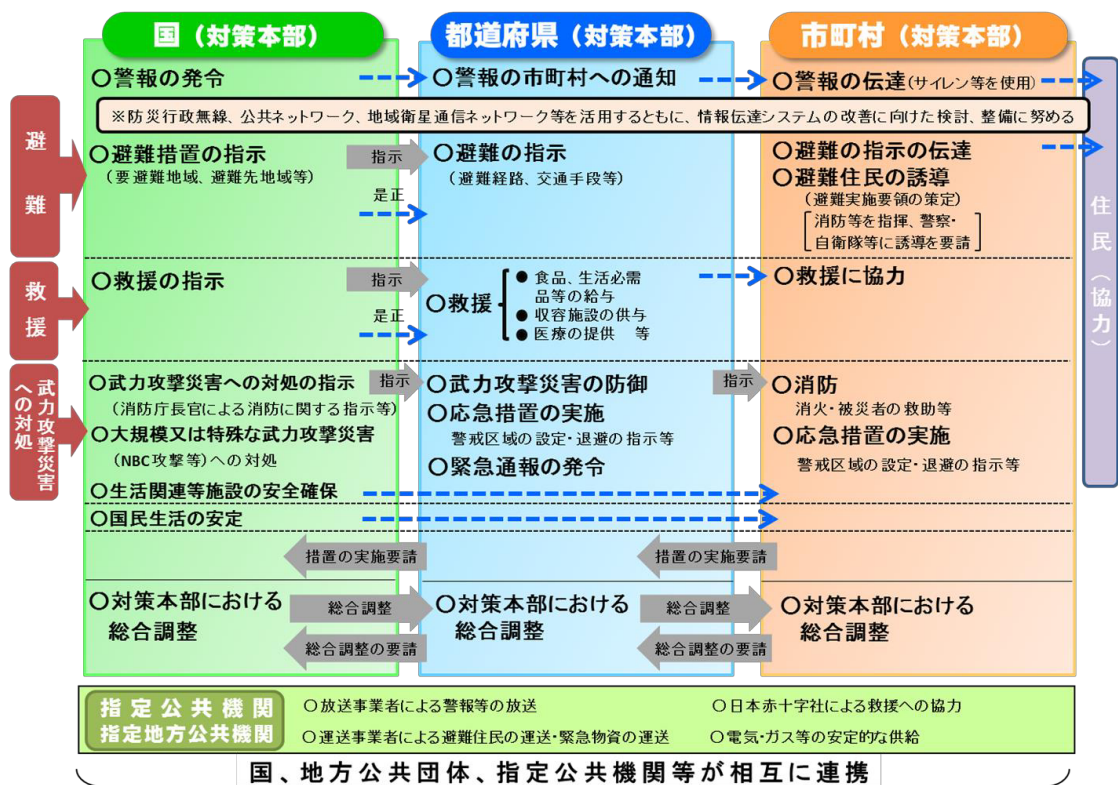 国（対策本部）
都道府県（対策本部）
市町村（対策本部）
〇警報の発令
〇警報の市町村への通知
〇警報の伝達(サイレン等を使用)
※防災行政無線、公共ネットワーク、地域衛星通信ネットワーク等を活用するともに、情報伝達システムの改善に向けた検討、整備に努める
避難
〇避難措置の指示
（要避難地域、避難先地域等）
指示
是正
〇避難の指示
（避難経路、交通手段等）
〇避難の指示の伝達
〇避難住民の誘導
（避難実施要領の策定）
消防等を指揮、警察・
自衛隊等に誘導を要請
住民（協力）
救援
〇救援の指示
指示
是正
〇救援
● 食品、生活必需
品等の給与
● 収容施設の供与
● 医療の提供　等
〇救援に協力
武力攻撃災害
への対処
〇武力攻撃災害への対処の指示
（消防庁長官による消防に関する指示等）
〇大規模又は特殊な武力攻撃災害
（NBC攻撃等）への対処
〇生活関連等施設の安全確保
〇国民生活の安定
指示
〇武力攻撃災害の防御
〇応急措置の実施
警戒区域の設定・退避の指示等
〇緊急通報の発令
指示
〇消防
消火・被災者の救助等
〇応急措置の実施
警戒区域の設定・退避の指示等
措置の実施要請
措置の実施要請
〇対策本部における
総合調整
総合調整
総合調整の要請
〇対策本部における
総合調整
総合調整
総合調整の要請
〇対策本部における
総合調整
指定公共機関
指定地方公共機関
〇放送事業者による警報等の放送
〇日本赤十字社による救援への協力
〇運送事業者による避難住民の運送・緊急物資の運送
〇電気・ガス等の安定的な供給
国、地方公共団体、指定公共機関等が相互に連携